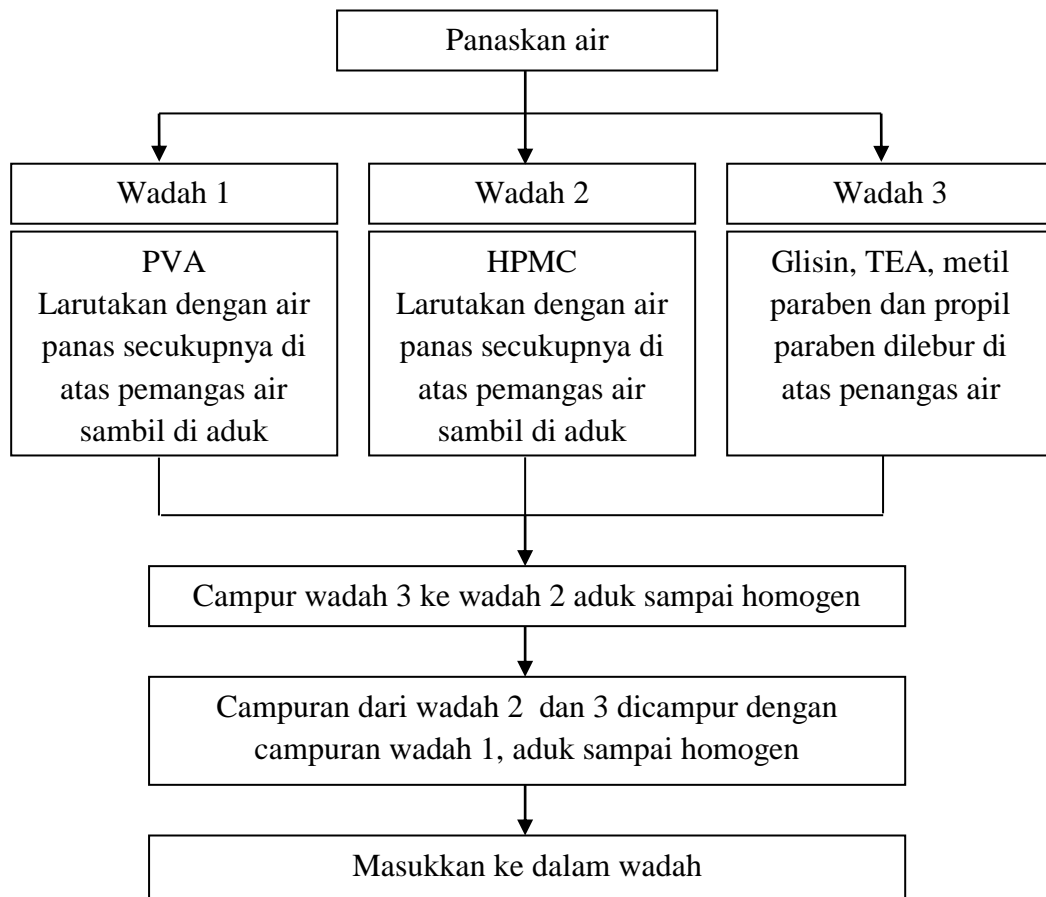 Panaskan air
Wadah 1
Wadah 2
Wadah 3
PVA
Larutakan dengan air
panas secukupnya di
atas pemangas air
sambil di aduk
HPMC
Larutakan dengan air
panas secukupnya di
atas pemangas air
sambil di aduk
Glisin, TEA, metil
paraben dan propil
paraben dilebur di
atas penangas air
Campur wadah 3 ke wadah 2 aduk sampai homogen
Campuran dari wadah 2 dan 3 dicampur dengan
campuran wadah 1, aduk sampai homogen
Masukkan ke dalam wadah